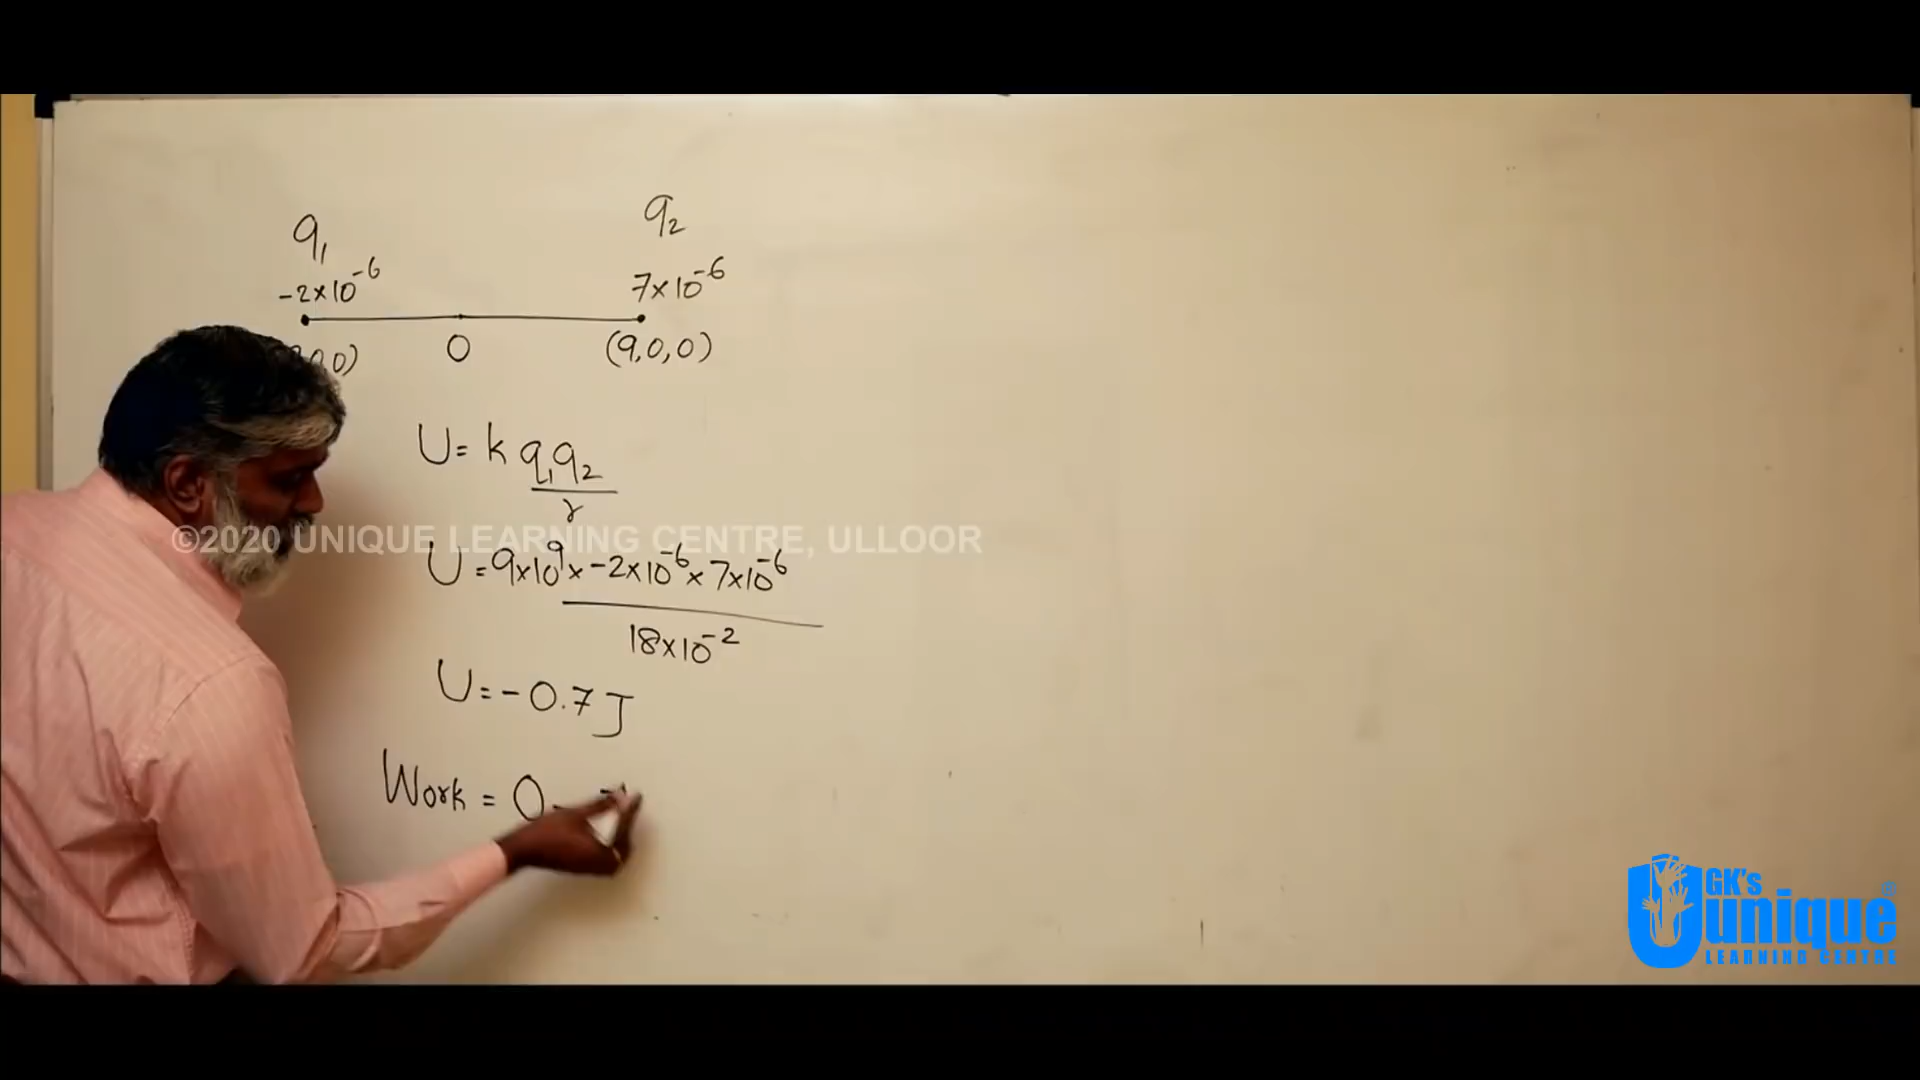 q₁ q₂
-2×10⁻⁶ 7×10⁻⁶
0) O (9,0,0)
U = k q₁q₂ / r
©2020 UNIQUE LEARNING CENTRE, ULLOOR
U = 9×10⁹ × -2×10⁻⁶ × 7×10⁻⁶
18×10⁻²
U = -0.7 J
Work = 0 -
GK's
unique®
LEARNING CENTRE